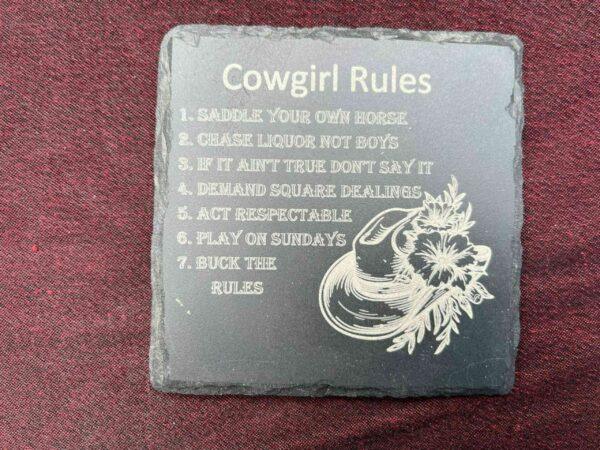 Cowgirl Rules
1. SADDLE YOUR OWN HORSE
2. CHASE LIQUOR NOT BOYS
3. IF IT AIN'T TRUE DON'T SAY IT
4. DEMAND SQUARE DEALINGS
5. ACT RESPECTABLE
6. PLAY ON SUNDAYS
7. BUCK THE
RULES